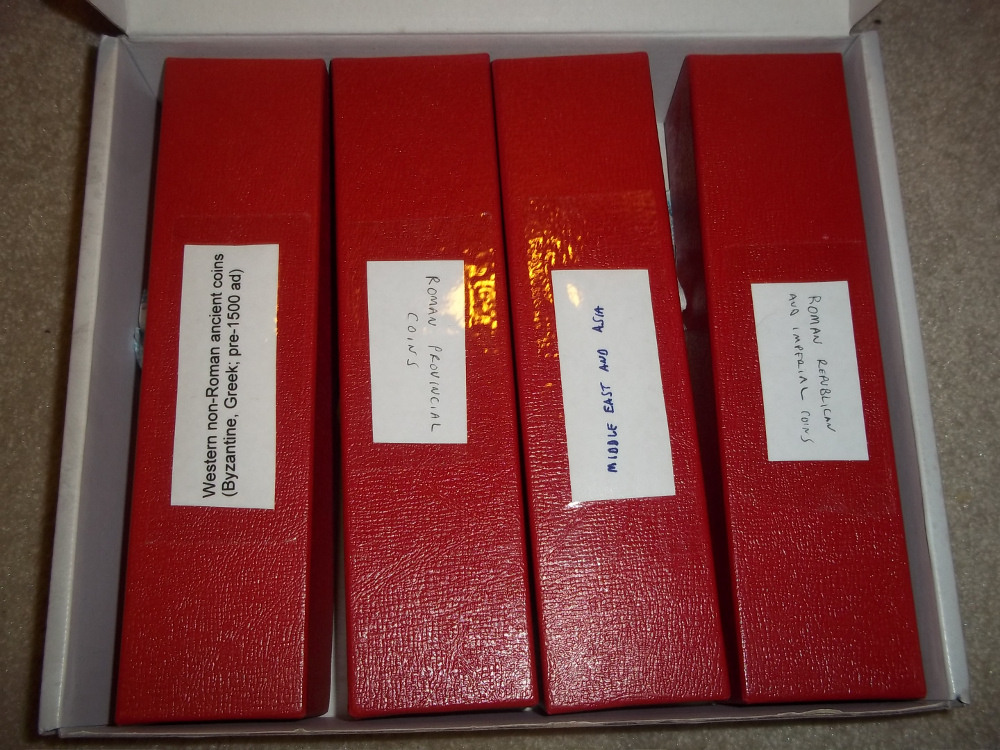 Western non-Roman ancient coins
(Byzantine, Greek; pre-1500 ad)
ROMAN PROVINCIAL
COINS
MIDDLE EAST AND ASIA
ROMAN REPUBLICAN
AND IMPERIAL COINS